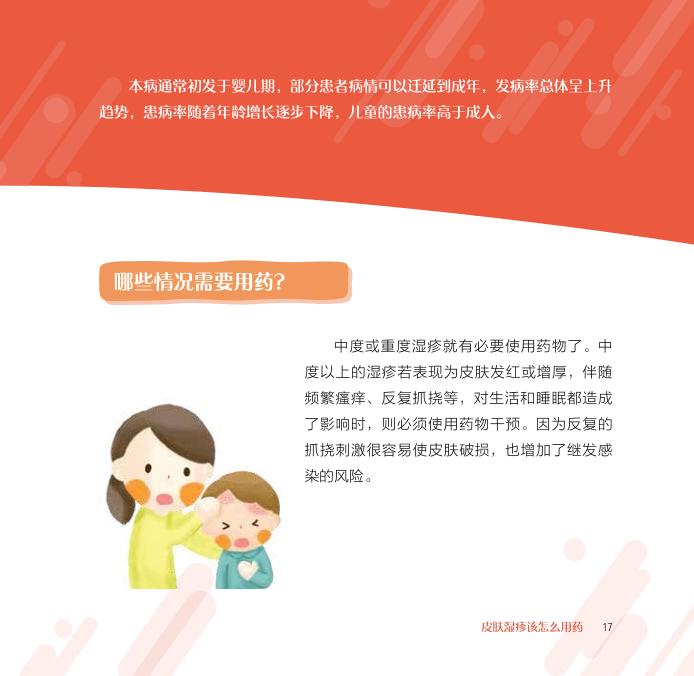 本病通常初发于婴儿期，部分患者病情可以迁延到成年，发病率总体呈上升
趋势，患病率随着年龄增长逐步下降，儿童的患病率高于成人。
哪些情况需要用药？
中度或重度湿疹就有必要使用药物了。中
度以上的湿疹若表现为皮肤发红或增厚，伴随
频繁瘙痒、反复抓挠等，对生活和睡眠都造成
了影响时，则必须使用药物干预。因为反复的
抓挠刺激很容易使皮肤破损，也增加了继发感
染的风险。
皮肤湿疹该怎么用药 17